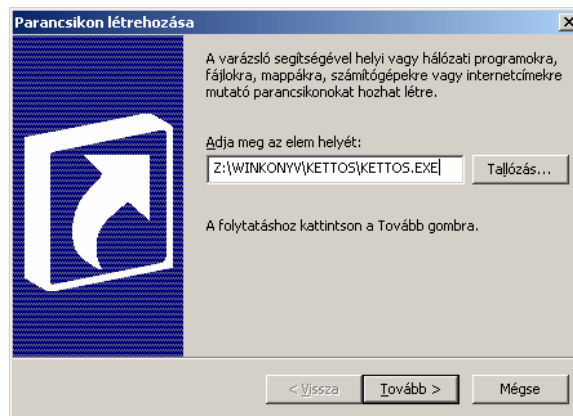 Parancsikon létrehozása
A varázsló segítségével helyi vagy hálózati programokra,
fájlokra, mappákra, számítógépekre vagy internetcímekre
mutató parancsikonokat hozhat létre.
Adja meg az elem helyét:
Z:\WINKONYV\KETTOS\KETTOS.EXE
Tallózás...
A folytatáshoz kattintson a Tovább gombra.
< Vissza
Tovább >
Mégse